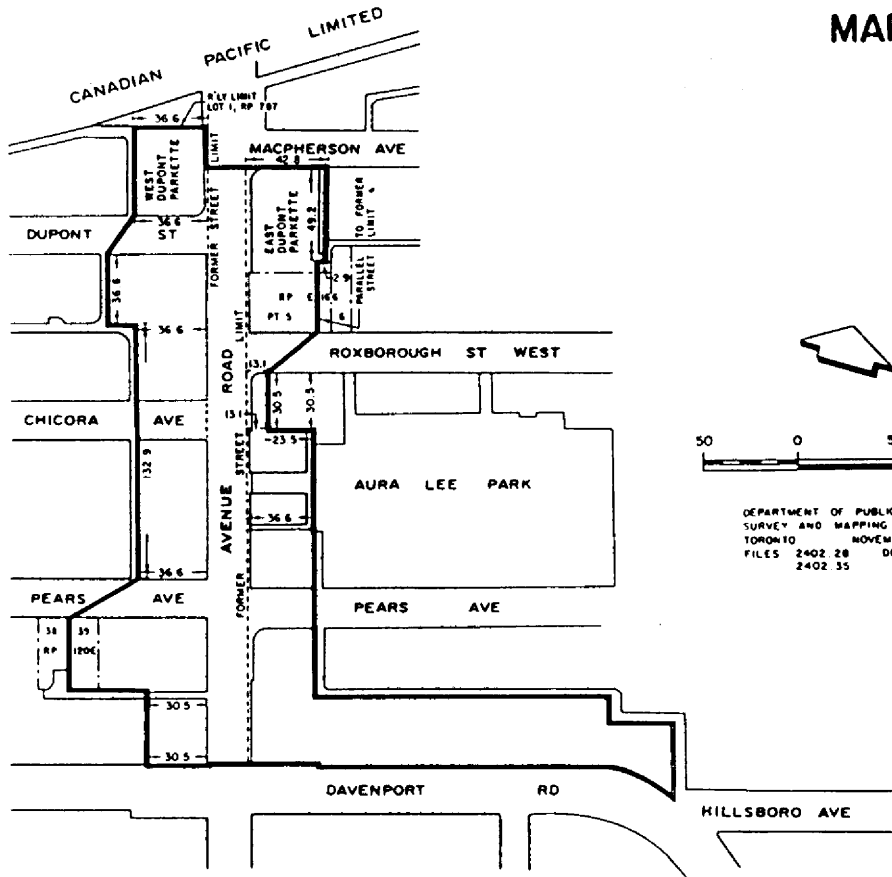 MAP
CANADIAN PACIFIC LIMITED
R'LY LIMIT
LOT 1, RP 787
36.6
MACPHERSON AVE
42.8
WEST
DUPONT
PARKETTE
36.6
DUPONT ST
FORMER STREET LIMIT
EAST
DUPONT
PARKETTE
49.2
TO FORMER
LIMIT
PARALLEL
STREET
2.9
36.6
36.6
RP E 166
PT 5 6
ROXBOROUGH ST WEST
13.1
30.5
30.5
13.1
23.5
CHICORA AVE
132.9
AVENUE ROAD
FORMER STREET LIMIT
AURA LEE PARK
36.6
50 0 5
DEPARTMENT OF PUBLI
SURVEY AND MAPPING
TORONTO NOVEM
FILES 2402.28 D
2402.35
36.6
PEARS AVE
PEARS AVE
38 39
RP 120E
30.5
30.5
DAVENPORT RD
HILLSBORO AVE